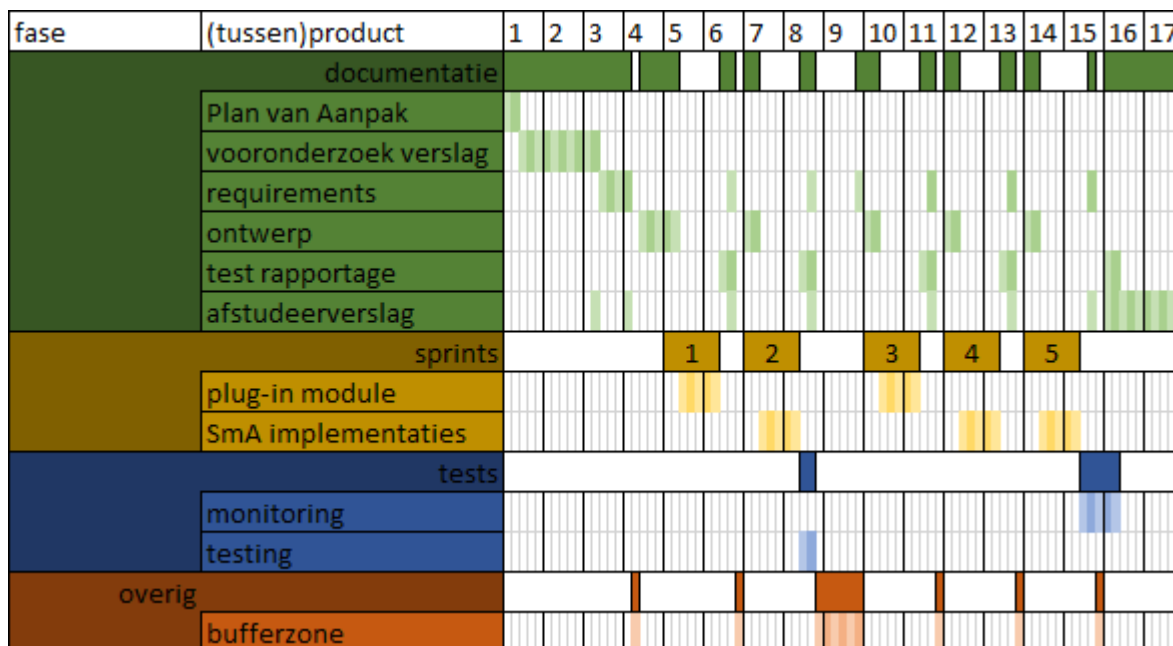 fase (tussen)product 1 2 3 4 5 6 7 8 9 10 11 12 13 14 15 16 17
documentatie
Plan van Aanpak
vooronderzoek verslag
requirements
ontwerp
test rapportage
afstudeerverslag
sprints 1 2 3 4 5
plug-in module
SmA implementaties
tests
monitoring
testing
overig
bufferzone